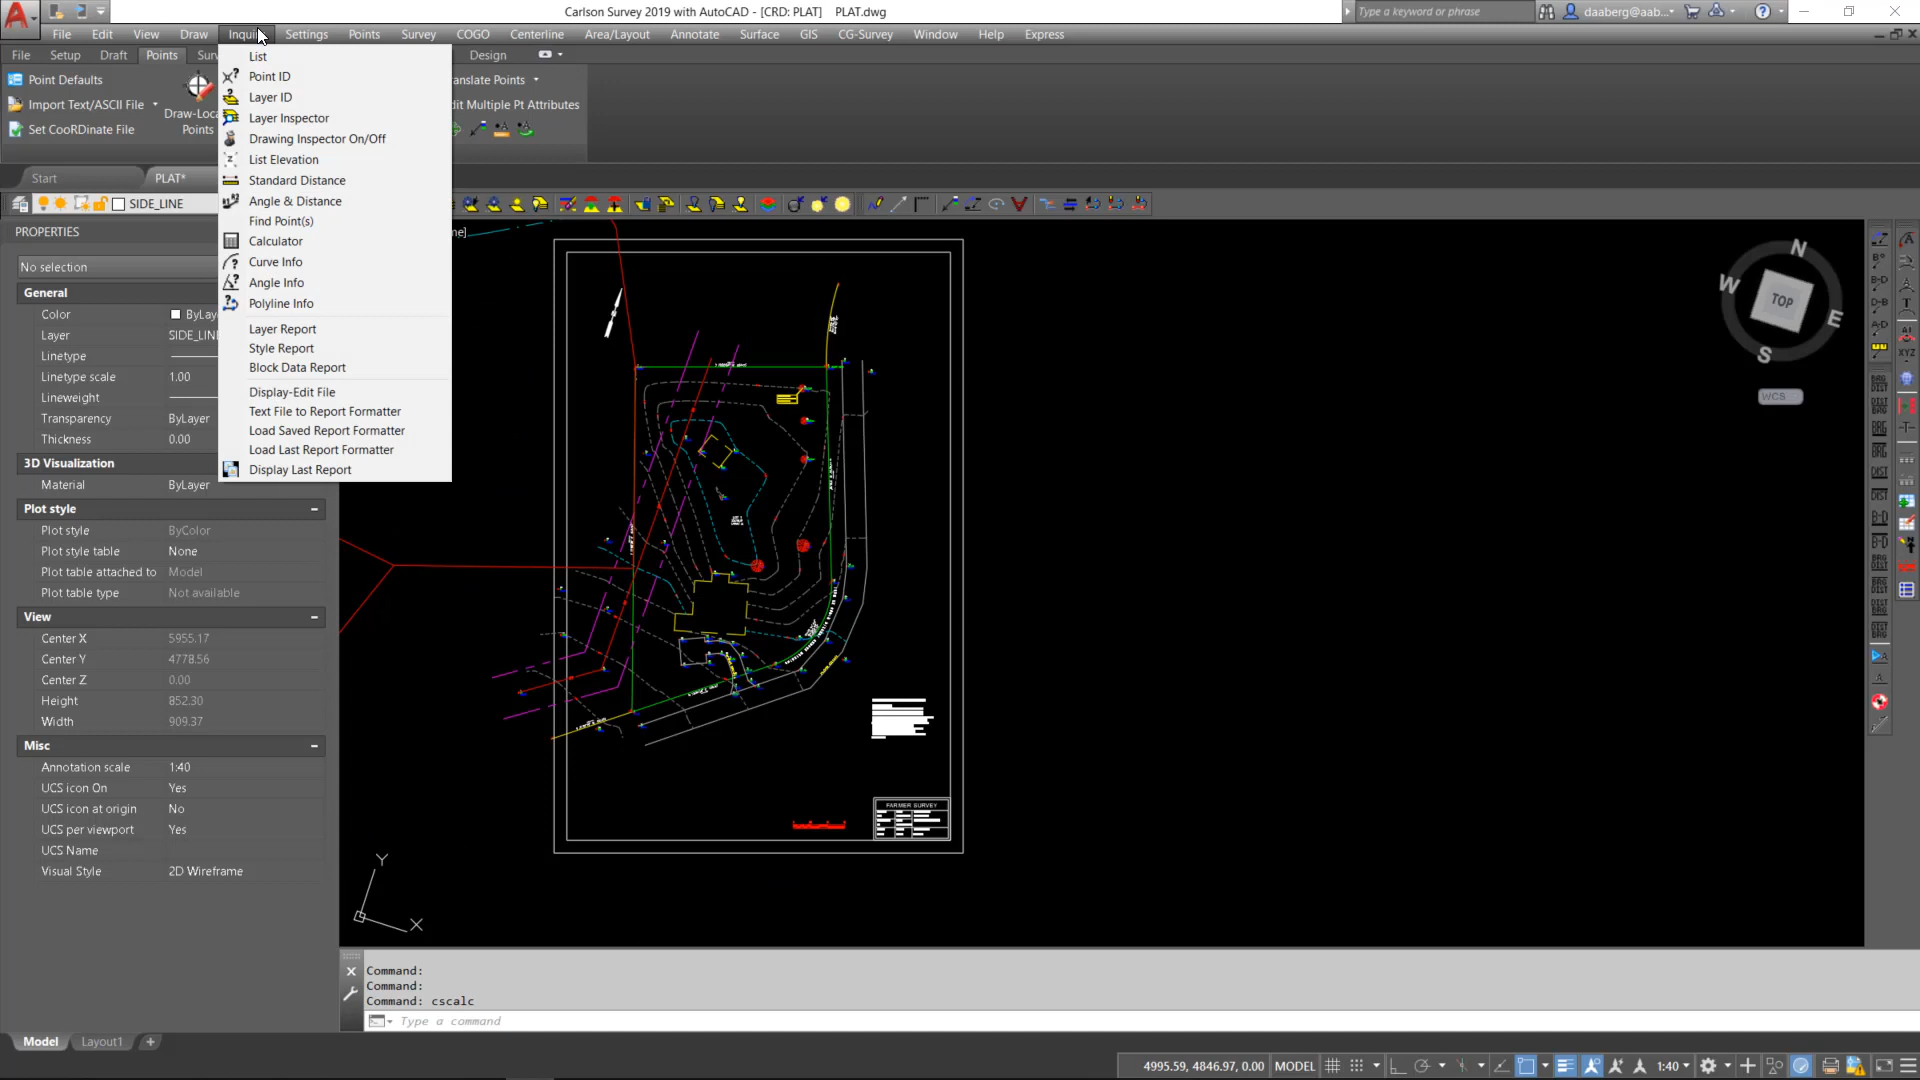 Carlson Survey 2019 with AutoCAD - [CRD: PLAT] PLAT.dwg
Type a keyword or phrase
daaberg@aab...
File Edit View Draw Settings Points Survey COGO Centerline Area/Layout Annotate Surface GIS CG-Survey Window Help Express
File Setup Draft Points Design
Point Defaults
Import Text/ASCII File
Set CooRDinate File
Points
List
Point ID
Layer ID
Layer Inspector
Drawing Inspector On/Off
List Elevation
Standard Distance
Angle & Distance
Find Point(s)
Calculator
Curve Info
Angle Info
Polyline Info
Layer Report
Style Report
Block Data Report
Display-Edit File
Text File to Report Formatter
Load Saved Report Formatter
Load Last Report Formatter
Display Last Report
Points
Multiple Pt Attributes
Start PLAT*
SIDE_LINE
PROPERTIES
No selection
General
Color
Layer
Linetype
Linetype scale 1.00
Lineweight
Transparency ByLayer
Thickness 0.00
3D Visualization
Material ByLayer
Plot style
Plot style ByColor
Plot style table None
Plot table attached to Model
Plot table type Not available
View
Center X 5955.17
Center Y 4778.56
Center Z 0.00
Height 852.30
Width 909.37
Misc
Annotation scale 1:40
UCS icon On Yes
UCS icon at origin No
UCS per viewport Yes
UCS Name
Visual Style 2D Wireframe
N
W
TOP
E
S
WCS
FARMER SURVEY
Y
X
Command:
Command:
Command: cscalc
Type a command
Model Layout1 +
4995.59, 4846.97, 0.00 MODEL 1:40